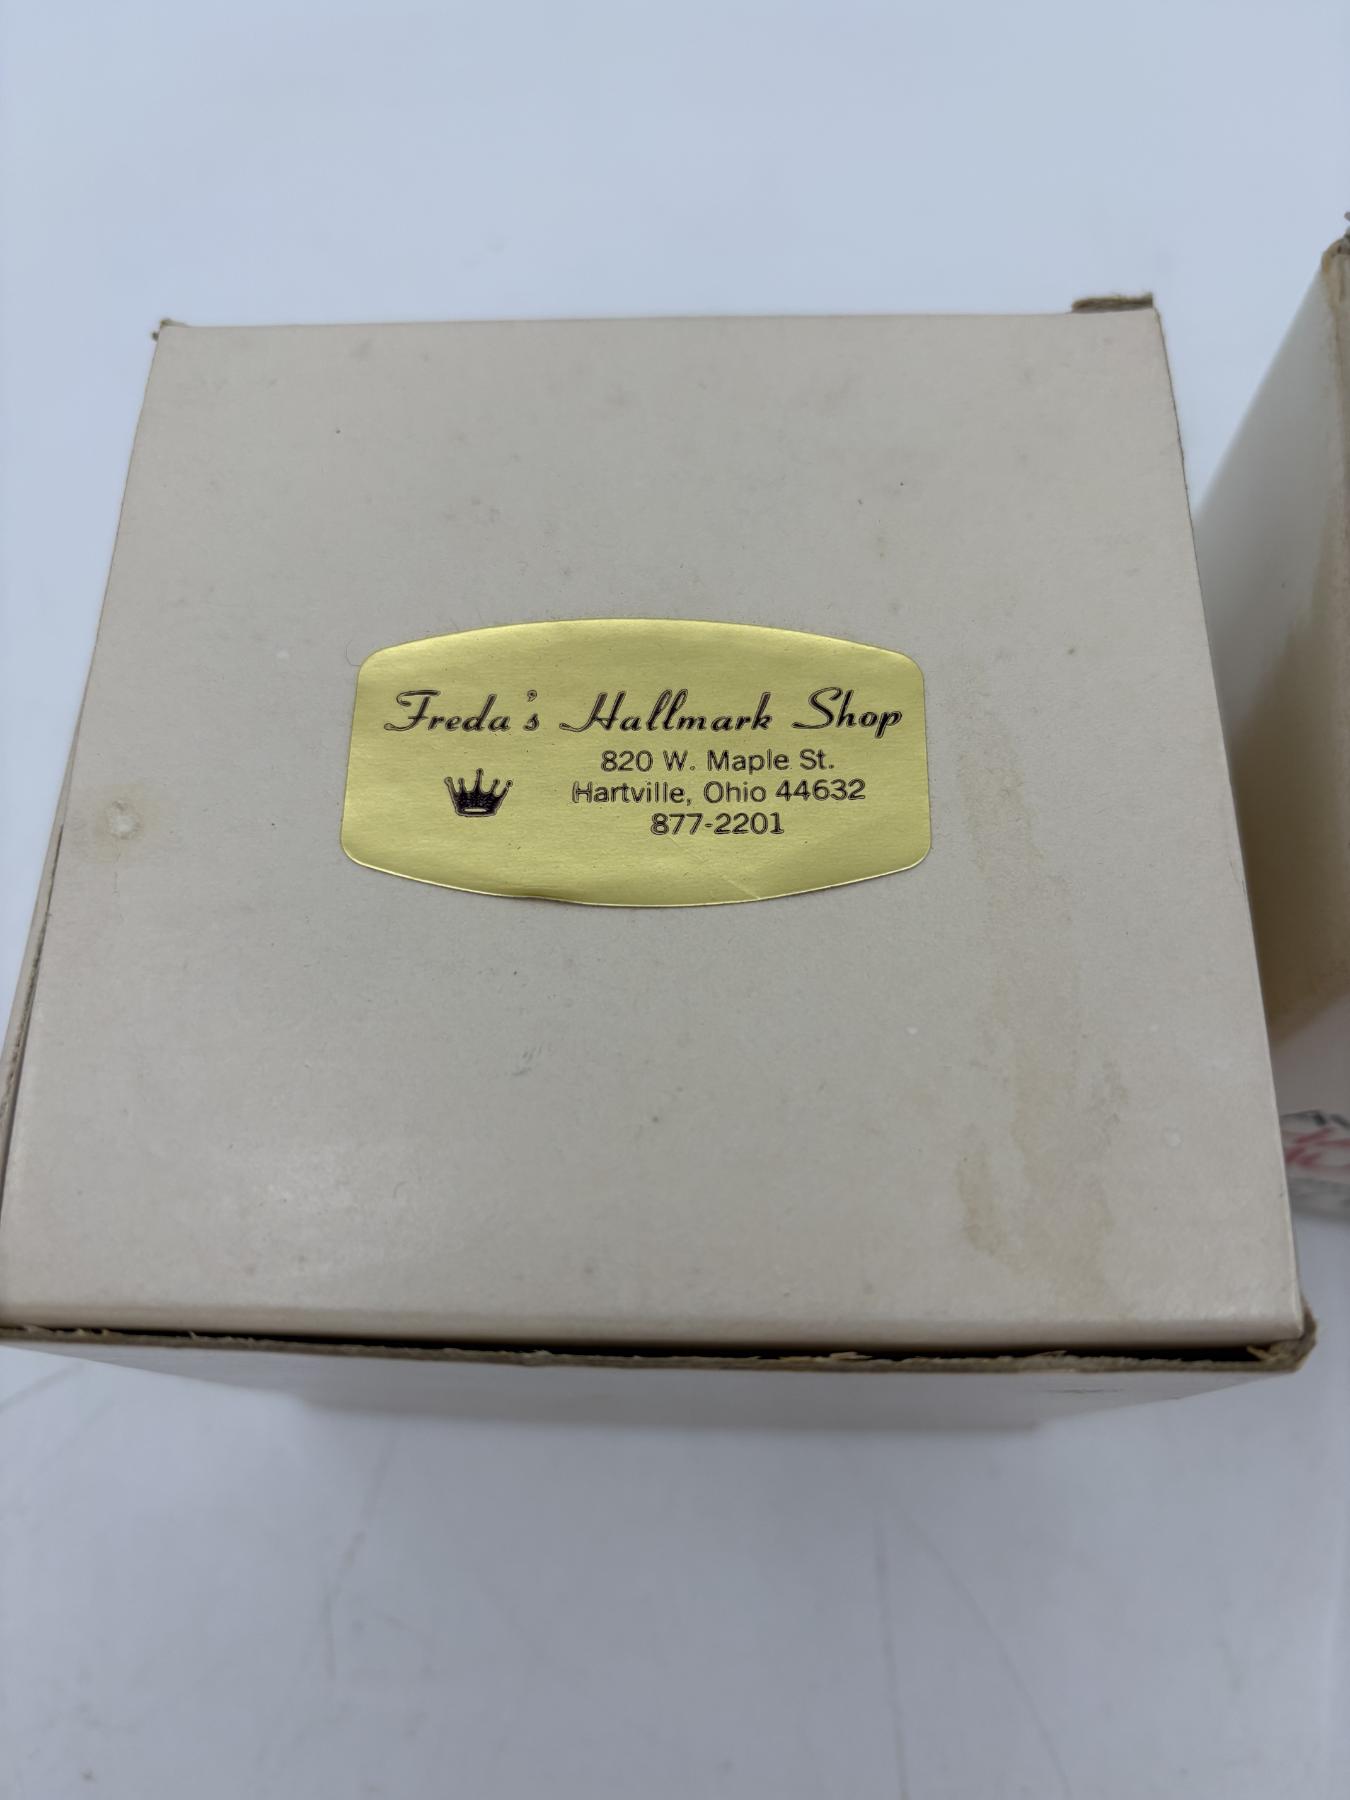 Freda's Hallmark Shop
820 W. Maple St.
Hartville, Ohio 44632
877-2201